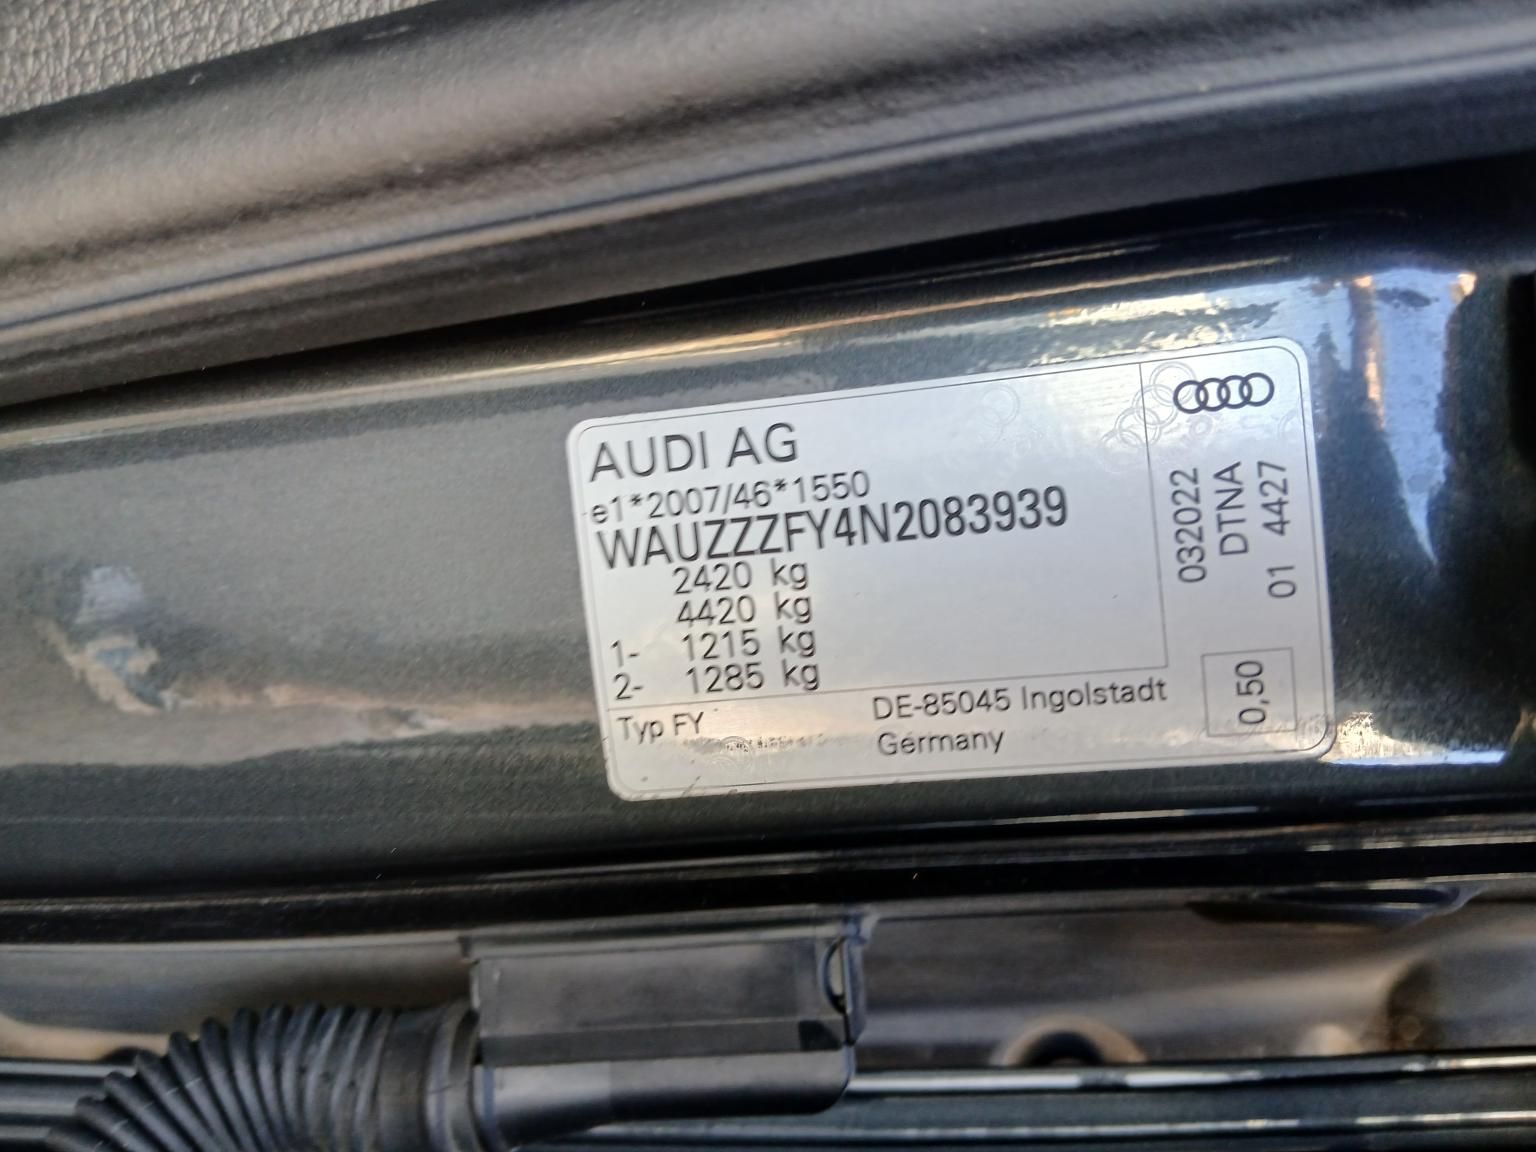 AUDI AG
e1*2007/46*1550
WAUZZZFY4N2083939
2420 kg
4420 kg
1- 1215 kg
2- 1285 kg
Typ FY
DE-85045 Ingolstadt
Germany
032022
DTNA
01 4427
0,50